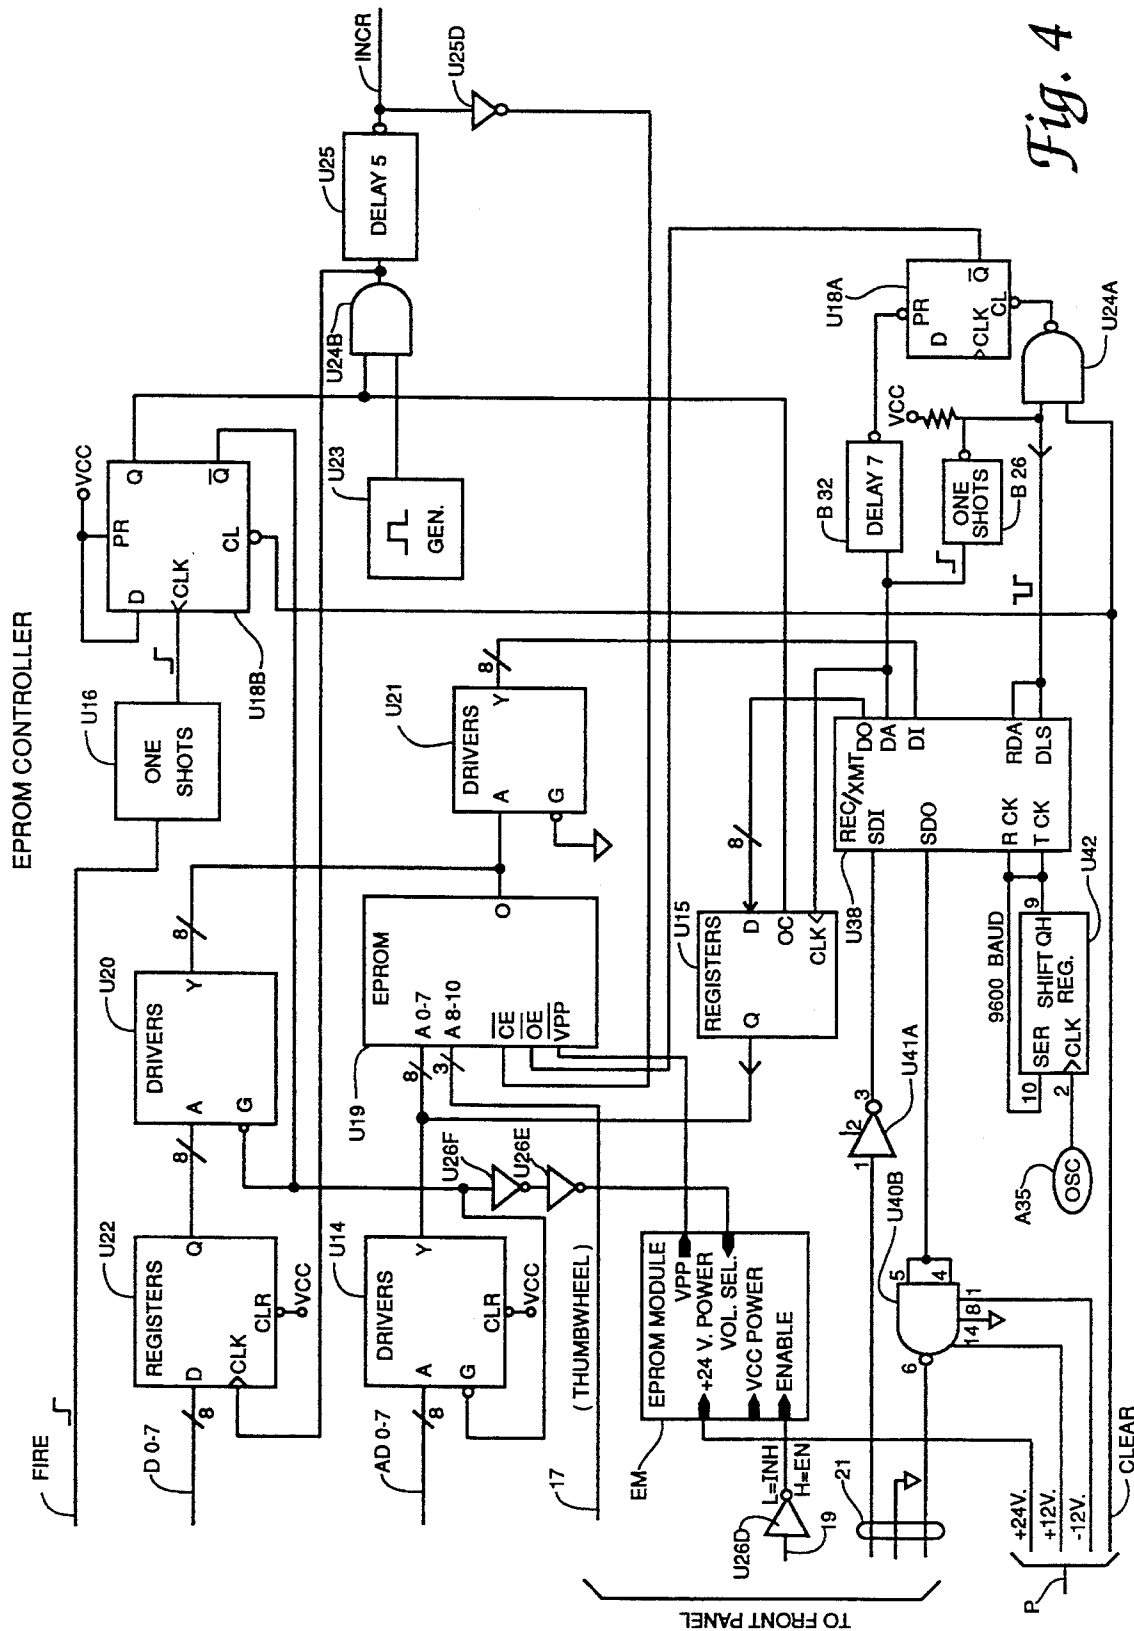 EPROM CONTROLLER
FIRE
D 0-7
8
REGISTERS
D
Q
CLK
CLR
VCC
U22
8
U20
DRIVERS
A
Y
G
8
U16
ONE
SHOTS
U18B
D
PR
Q
CLK
CL
Q
VCC
U23
GEN.
U24B
U25
DELAY 5
INCR
U25D
AD 0-7
8
U14
DRIVERS
A
Y
G
CLR
VCC
U26F
U26E
17
( THUMBWHEEL )
U19
EPROM
8
A 0-7
3
A 8-10
CE
OE
VPP
O
U21
DRIVERS
A
Y
G
8
EM
EPROM MODULE
VPP
+24 V. POWER
VOL. SEL.
VCC POWER
ENABLE
L=INH
H=EN
U26D
19
U15
REGISTERS
Q
D
OC
CLK
8
U38
REC/XMT
SDI
SDO
R CK
T CK
DO
DA
DI
RDA
DLS
B 32
DELAY 7
ONE
SHOTS
B 26
VCC
U18A
PR
D
CLK
CL
Q
U24A
TO FRONT PANEL
21
1
2
3
U41A
U40B
5
4
6
14
8
1
A35
OSC
9600 BAUD
10
SER
SHIFT
REG.
QH
9
2
CLK
U42
P
+24V.
+12V.
-12V.
CLEAR
Fig. 4